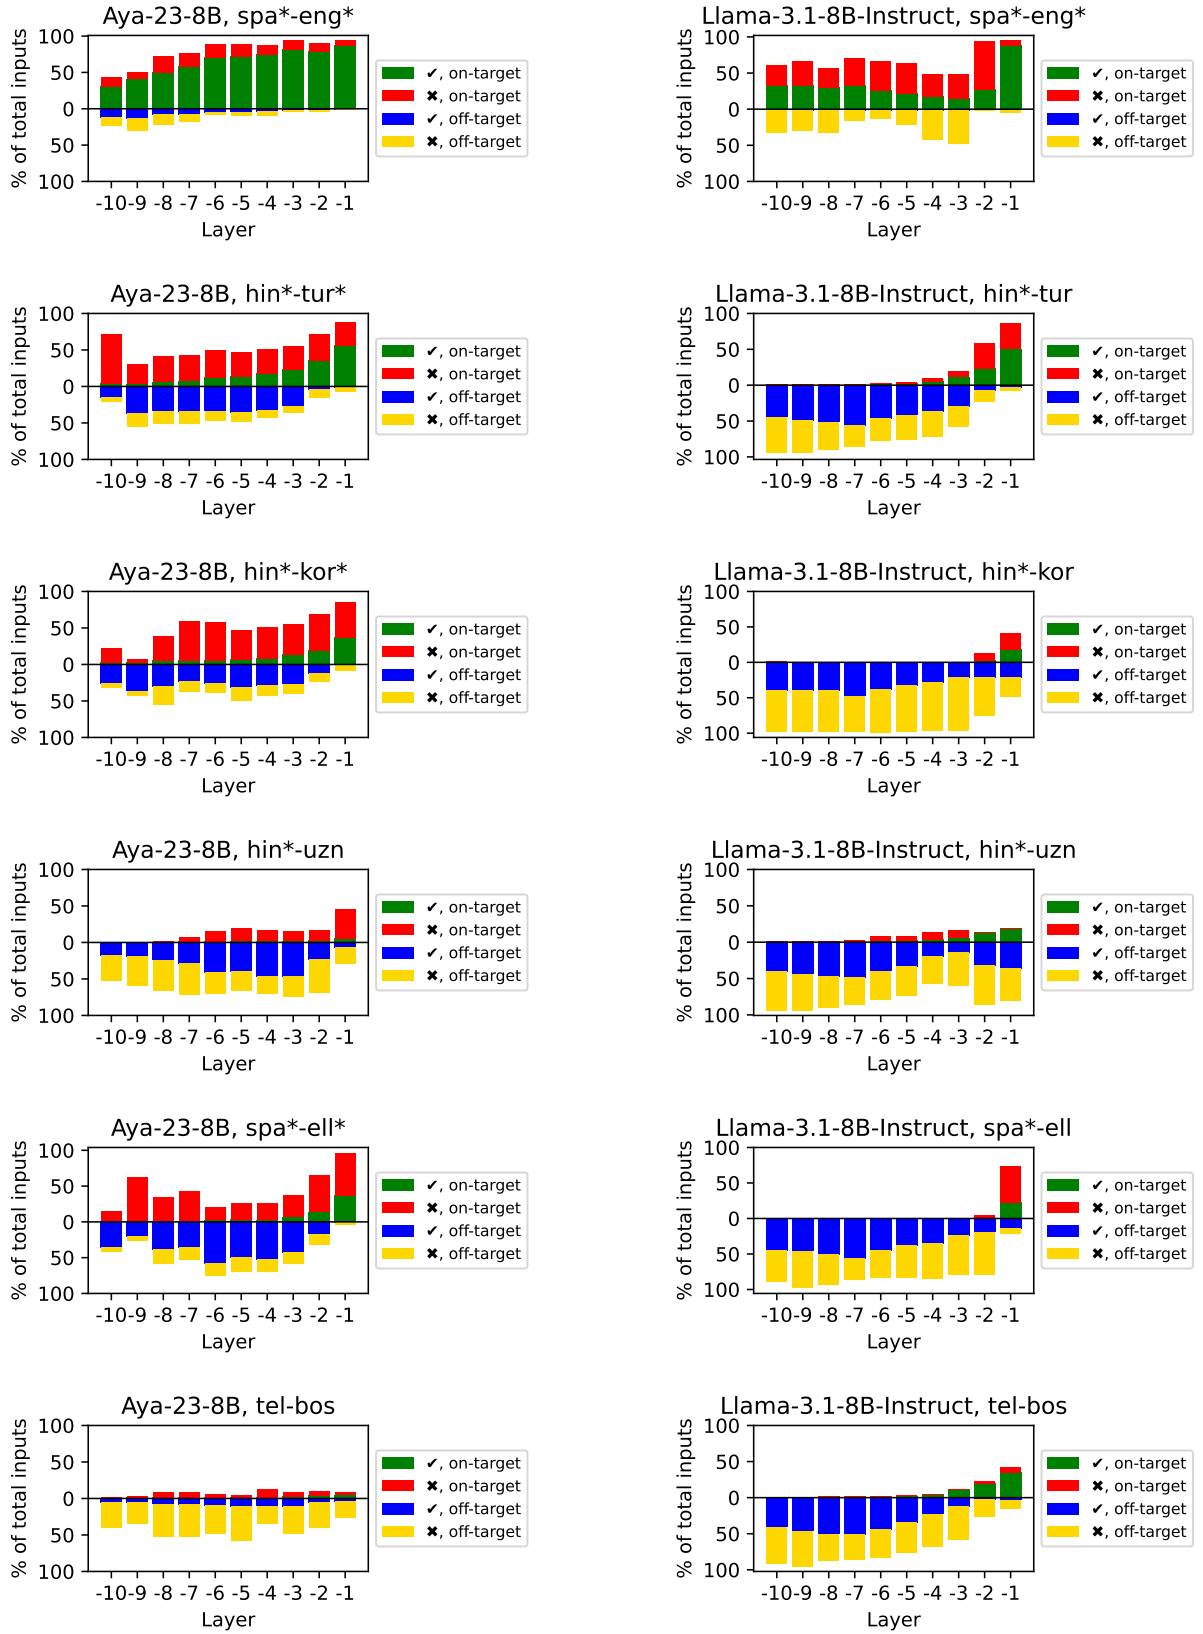 Aya-23-8B, spa*-eng*
% of total inputs
100
50
0
50
100
-10 -9 -8 -7 -6 -5 -4 -3 -2 -1
Layer
✔, on-target
✖, on-target
✔, off-target
✖, off-target
Llama-3.1-8B-Instruct, spa*-eng*
% of total inputs
100
50
0
50
100
-10 -9 -8 -7 -6 -5 -4 -3 -2 -1
Layer
✔, on-target
✖, on-target
✔, off-target
✖, off-target
Aya-23-8B, hin*-tur*
% of total inputs
100
50
0
50
100
-10 -9 -8 -7 -6 -5 -4 -3 -2 -1
Layer
✔, on-target
✖, on-target
✔, off-target
✖, off-target
Llama-3.1-8B-Instruct, hin*-tur
% of total inputs
100
50
0
50
100
-10 -9 -8 -7 -6 -5 -4 -3 -2 -1
Layer
✔, on-target
✖, on-target
✔, off-target
✖, off-target
Aya-23-8B, hin*-kor*
% of total inputs
100
50
0
50
100
-10 -9 -8 -7 -6 -5 -4 -3 -2 -1
Layer
✔, on-target
✖, on-target
✔, off-target
✖, off-target
Llama-3.1-8B-Instruct, hin*-kor
% of total inputs
100
50
0
50
100
-10 -9 -8 -7 -6 -5 -4 -3 -2 -1
Layer
✔, on-target
✖, on-target
✔, off-target
✖, off-target
Aya-23-8B, hin*-uzn
% of total inputs
100
50
0
50
100
-10 -9 -8 -7 -6 -5 -4 -3 -2 -1
Layer
✔, on-target
✖, on-target
✔, off-target
✖, off-target
Llama-3.1-8B-Instruct, hin*-uzn
% of total inputs
100
50
0
50
100
-10 -9 -8 -7 -6 -5 -4 -3 -2 -1
Layer
✔, on-target
✖, on-target
✔, off-target
✖, off-target
Aya-23-8B, spa*-ell*
% of total inputs
100
50
0
50
100
-10 -9 -8 -7 -6 -5 -4 -3 -2 -1
Layer
✔, on-target
✖, on-target
✔, off-target
✖, off-target
Llama-3.1-8B-Instruct, spa*-ell
% of total inputs
100
50
0
50
100
-10 -9 -8 -7 -6 -5 -4 -3 -2 -1
Layer
✔, on-target
✖, on-target
✔, off-target
✖, off-target
Aya-23-8B, tel-bos
% of total inputs
100
50
0
50
100
-10 -9 -8 -7 -6 -5 -4 -3 -2 -1
Layer
✔, on-target
✖, on-target
✔, off-target
✖, off-target
Llama-3.1-8B-Instruct, tel-bos
% of total inputs
100
50
0
50
100
-10 -9 -8 -7 -6 -5 -4 -3 -2 -1
Layer
✔, on-target
✖, on-target
✔, off-target
✖, off-target